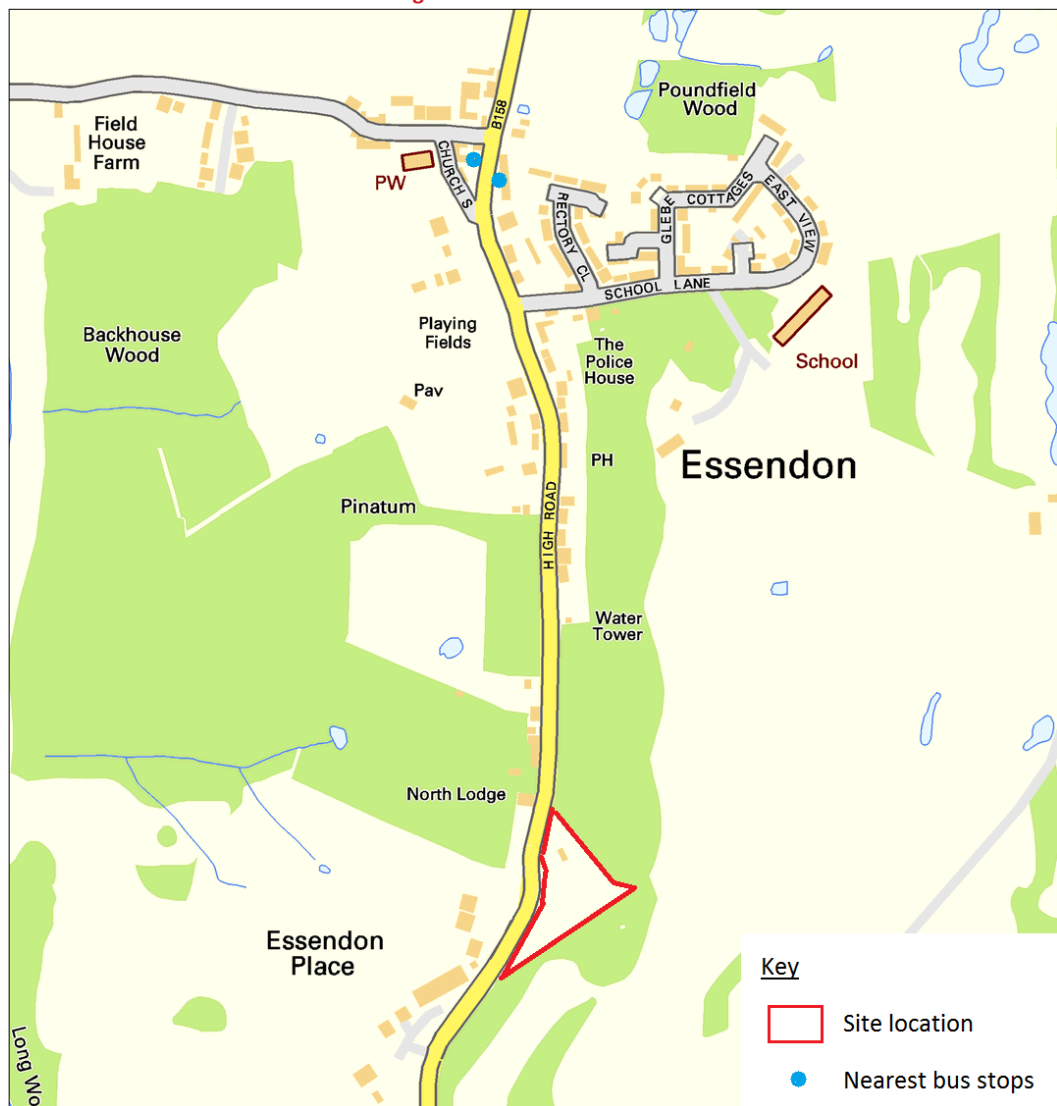 g
Poundfield
Wood
B158
Field
House
Farm
CHURCH S
PW
RECTORY CL
GLEBE
COTTAGES
EAST VIEW
SCHOOL LANE
Playing
Fields
Backhouse
Wood
The
Police
House
School
Pav
PH
Essendon
Pinatum
HIGH ROAD
Water
Tower
North Lodge
Essendon
Place
Long Wo
Key
Site location
Nearest bus stops